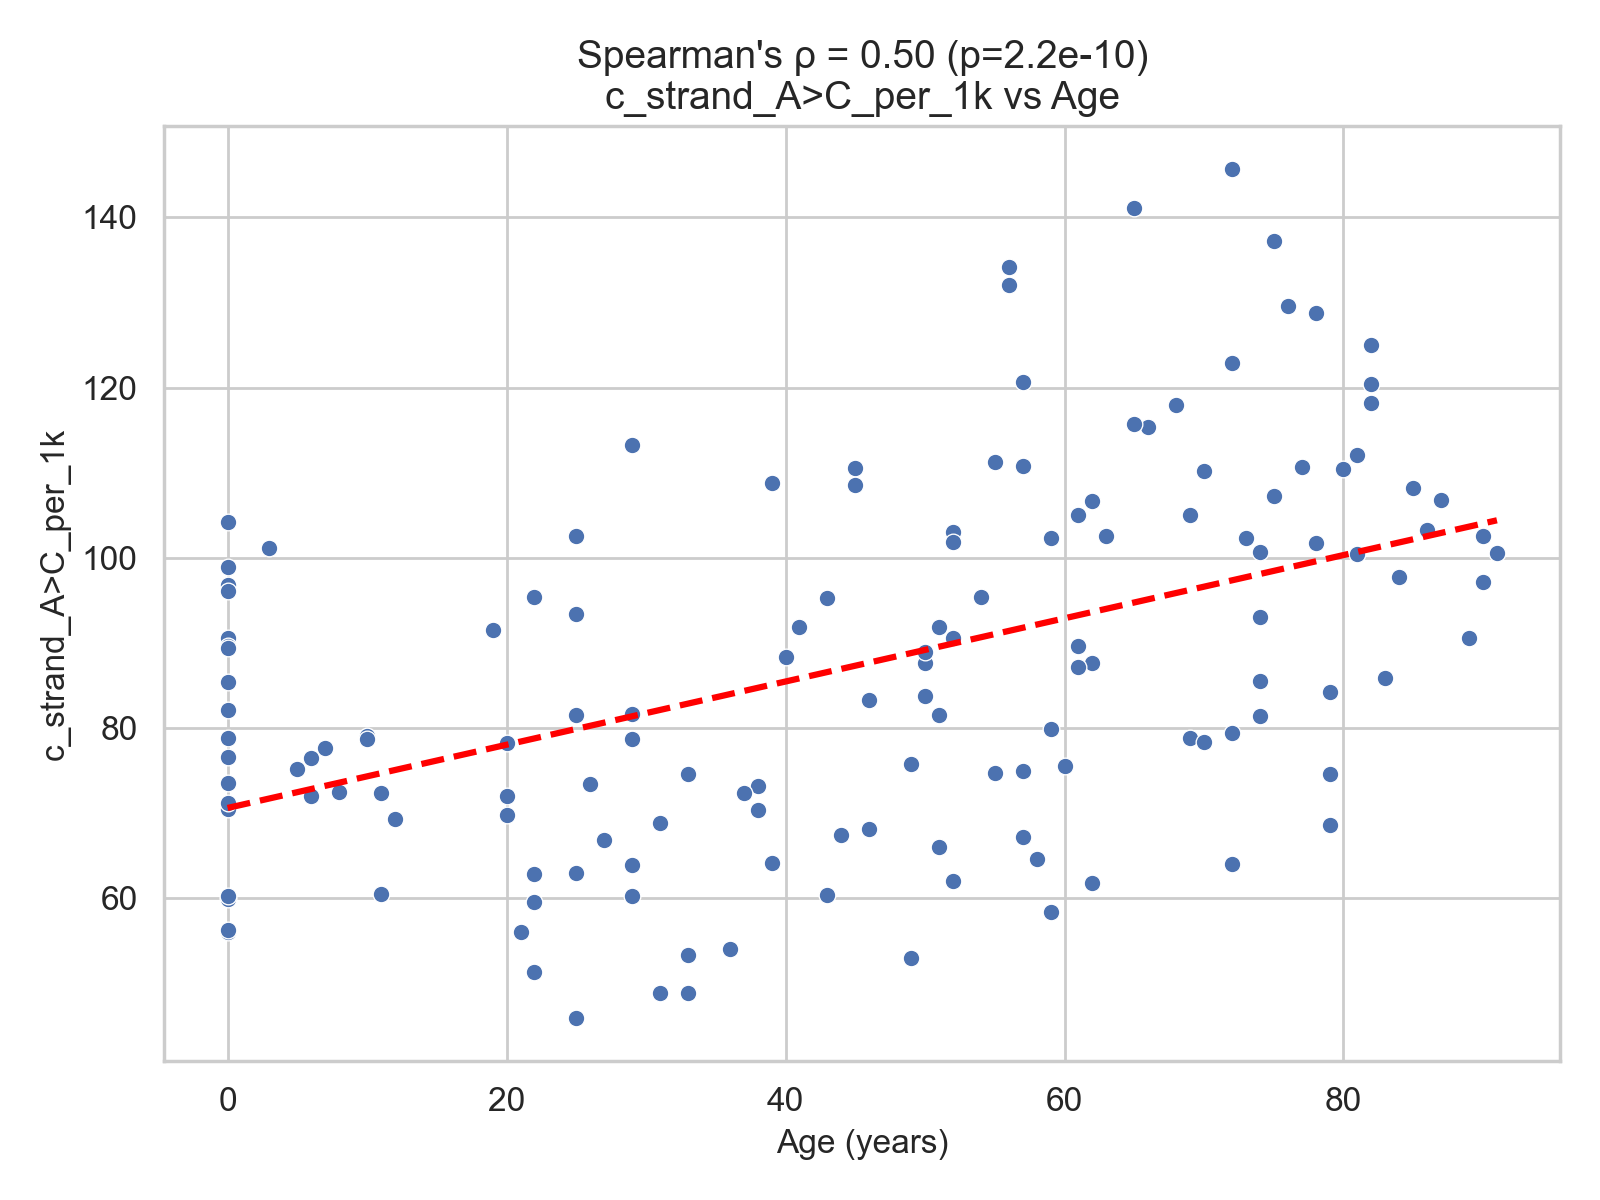 Spearman's ρ = 0.50 (p=2.2e-10)
c_strand_A>C_per_1k vs Age
c_strand_A>C_per_1k
140
120
100
80
60
0 20 40 60 80
Age (years)